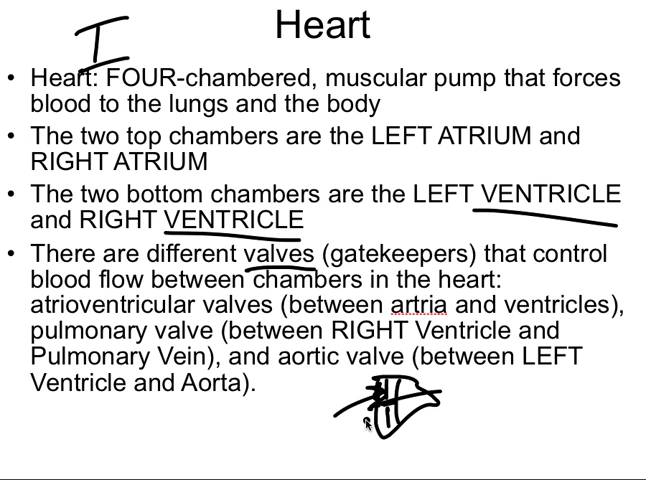 Heart
I
• Heart: FOUR-chambered, muscular pump that forces
blood to the lungs and the body
• The two top chambers are the LEFT ATRIUM and
RIGHT ATRIUM
• The two bottom chambers are the LEFT VENTRICLE
and RIGHT VENTRICLE
• There are different valves (gatekeepers) that control
blood flow between chambers in the heart:
atrioventricular valves (between artria and ventricles),
pulmonary valve (between RIGHT Ventricle and
Pulmonary Vein), and aortic valve (between LEFT
Ventricle and Aorta).